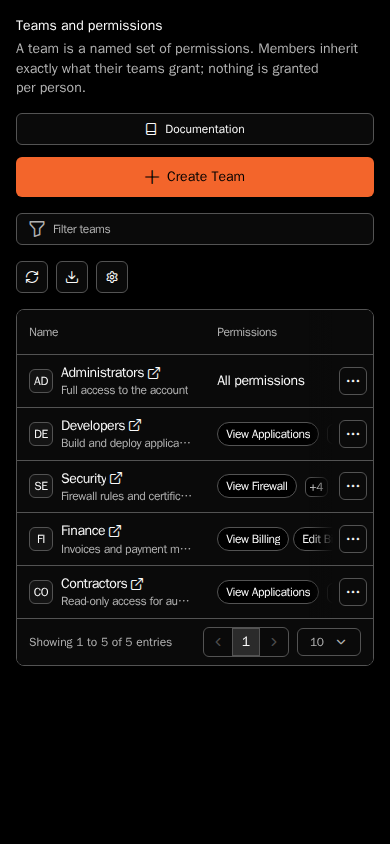 Teams and permissions
A team is a named set of permissions. Members inherit
exactly what their teams grant; nothing is granted
per person.
Documentation
Create Team
Filter teams
Name Permissions
AD Administrators All permissions
Full access to the account
DE Developers View Applications
Build and deploy applica...
SE Security View Firewall +4
Firewall rules and certific...
FI Finance View Billing Edit B
Invoices and payment m...
CO Contractors View Applications
Read-only access for au...
Showing 1 to 5 of 5 entries 1 10